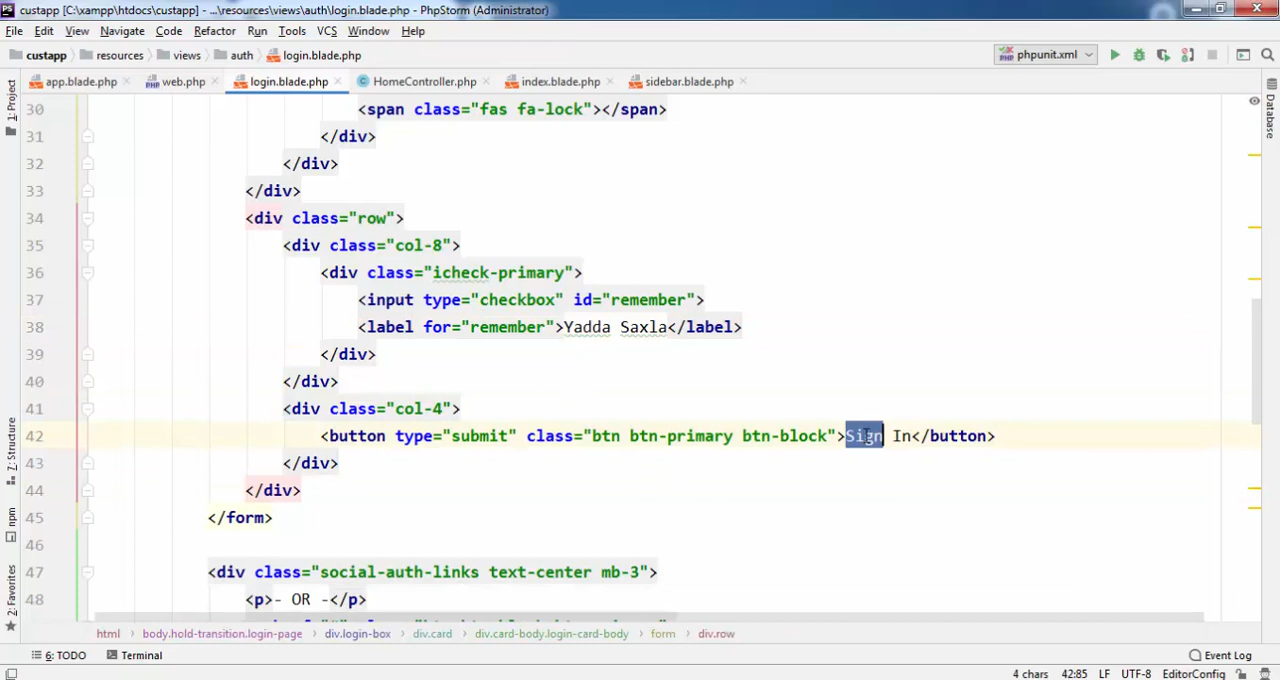 PS custapp [C:\xampp\htdocs\custapp] - ...\resources\views\auth\login.blade.php - PhpStorm (Administrator)
File Edit View Navigate Code Refactor Run Tools VCS Window Help
custapp resources views auth login.blade.php phpunit.xml
app.blade.php web.php login.blade.php HomeController.php index.blade.php sidebar.blade.php
1: Project
Database
30 <span class="fas fa-lock"></span>
31 </div>
32 </div>
33 </div>
34 <div class="row">
35 <div class="col-8">
36 <div class="icheck-primary">
37 <input type="checkbox" id="remember">
38 <label for="remember">Yadda Saxla</label>
39 </div>
40 </div>
41 <div class="col-4">
42 <button type="submit" class="btn btn-primary btn-block">Sign In</button>
43 </div>
44 </div>
45 </form>
46
47 <div class="social-auth-links text-center mb-3">
48 <p>- OR -</p>
Z: Structure
npm
2: Favorites
html body.hold-transition.login-page div.login-box div.card div.card-body.login-card-body form div.row
6: TODO Terminal Event Log
4 chars 42:85 LF UTF-8 EditorConfig